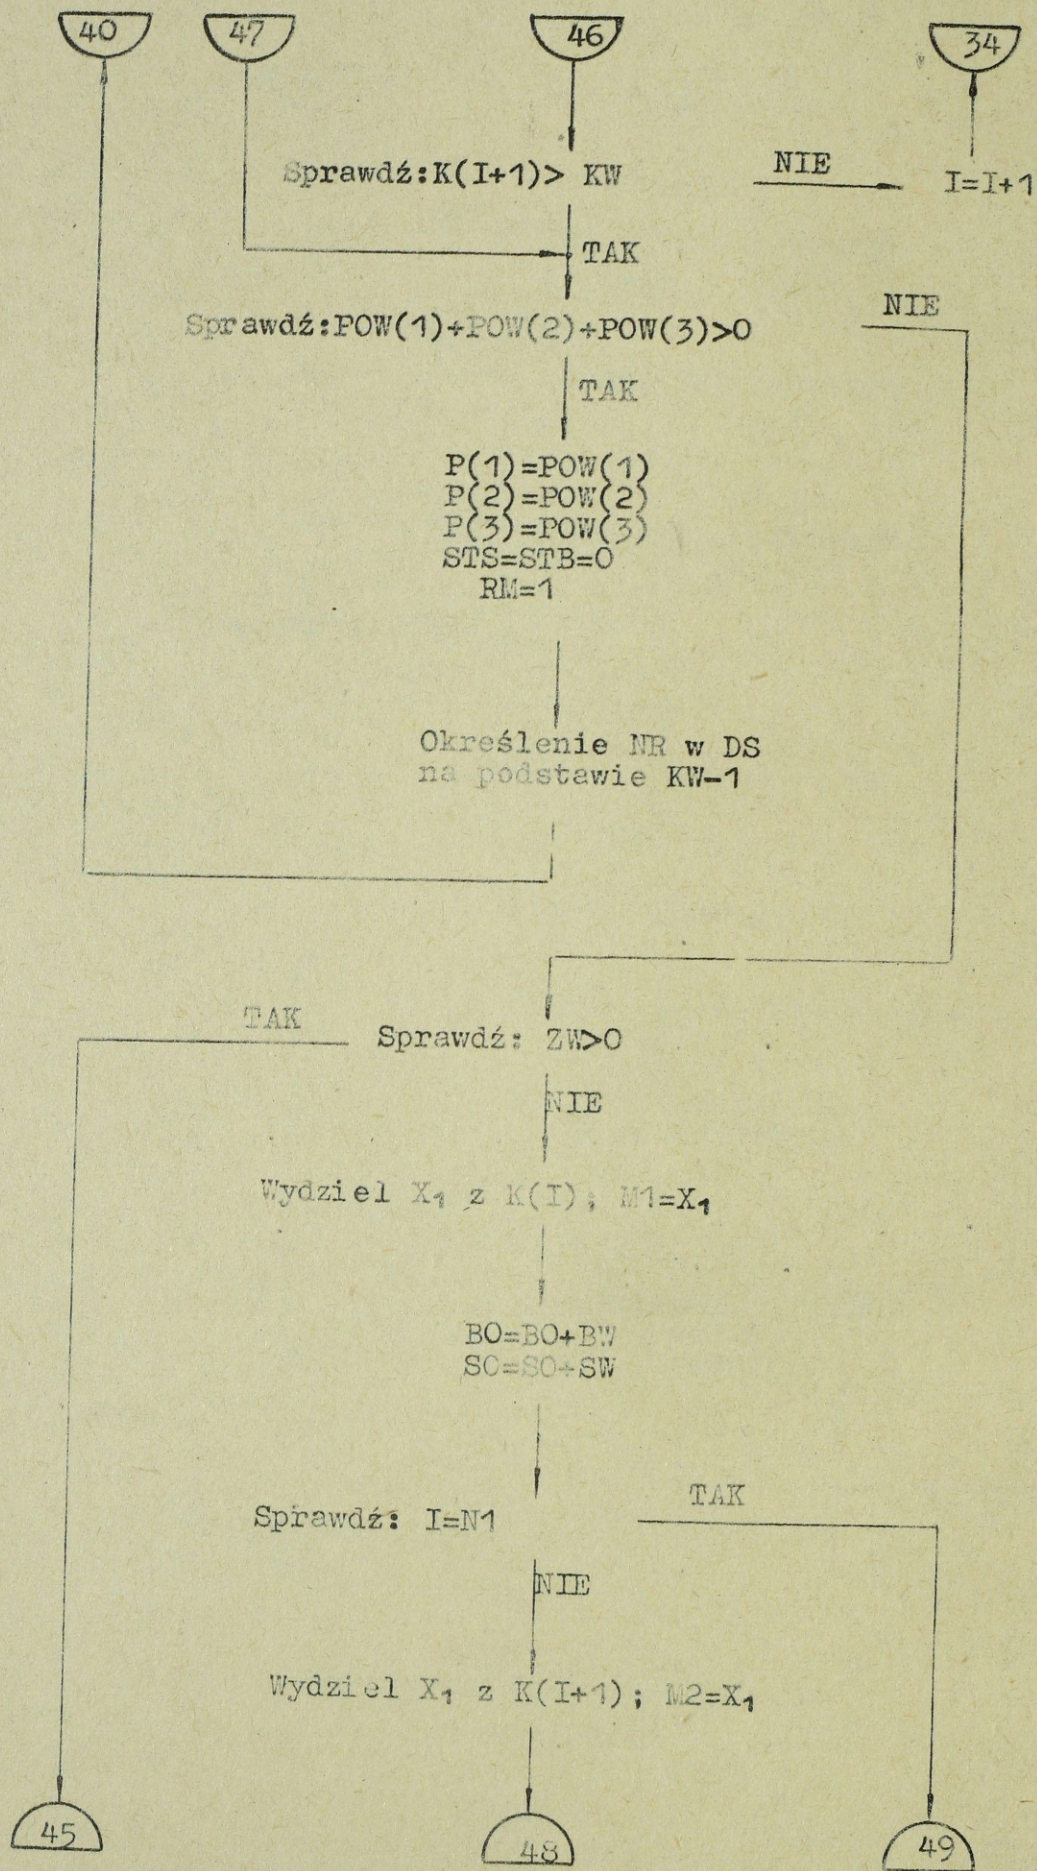 40 47 46 34
Sprawdź:K(I+1)> KW NIE I=I+1
TAK
NIE
Sprawdź:POW(1)+POW(2)+POW(3)>0
TAK
P(1)=POW(1)
P(2)=POW(2)
P(3)=POW(3)
STS=STB=0
RM=1
Określenie NR w DS
na podstawie KW-1
TAK Sprawdź: ZW>0
NIE
Wydziel X₁ z K(I); M1=X₁
BO=BO+BW
SO=SO+SW
TAK
Sprawdź: I=N1
NIE
Wydziel X₁ z K(I+1); M2=X₁
45 48 49